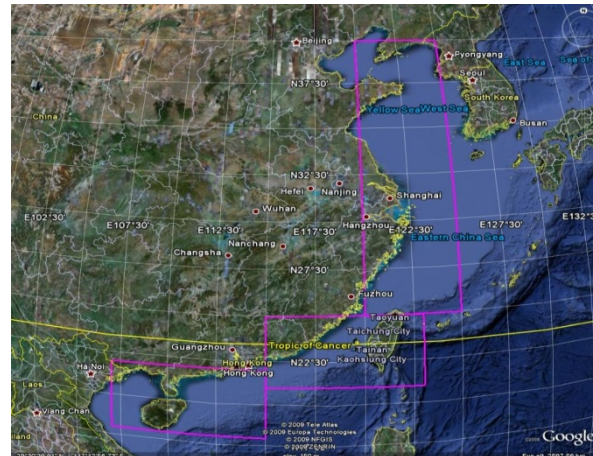 Beijing
Pyongyang
East Sea
Sea of
Seoul
N37°30'
South Korea
China
Yellow Sea West Sea
Busan
N32°30'
Hefei
Nanjing
Shanghai
E102°30'
E107°30'
Wuhan
E112°30'
E117°30'
Hangzhou
E122°30'
E127°30'
E132°3
Eastern China Sea
Nanchang
Changsha
N27°30'
Fuzhou
Taoyuan
Taichung City
Guangzhou
Tropic of Cancer
Tainan
Hong Kong
N22°30'
Kaohsiung City
Ha Noi
Hong Kong
Laos
Viang Chan
© 2009 Tele Atlas
© 2009 Europa Technologies
© 2009 NFGIS
© 2009 ZENRIN
Google